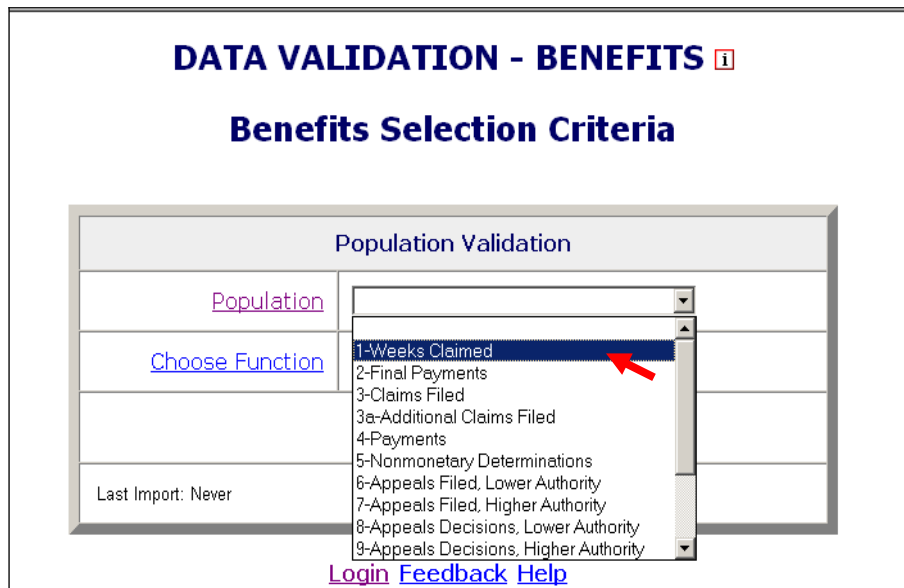 DATA VALIDATION - BENEFITS i
Benefits Selection Criteria
Population Validation
Population
Choose Function
1-Weeks Claimed
2-Final Payments
3-Claims Filed
3a-Additional Claims Filed
4-Payments
5-Nonmonetary Determinations
6-Appeals Filed, Lower Authority
7-Appeals Filed, Higher Authority
8-Appeals Decisions, Lower Authority
9-Appeals Decisions, Higher Authority
Last Import: Never
Login Feedback Help